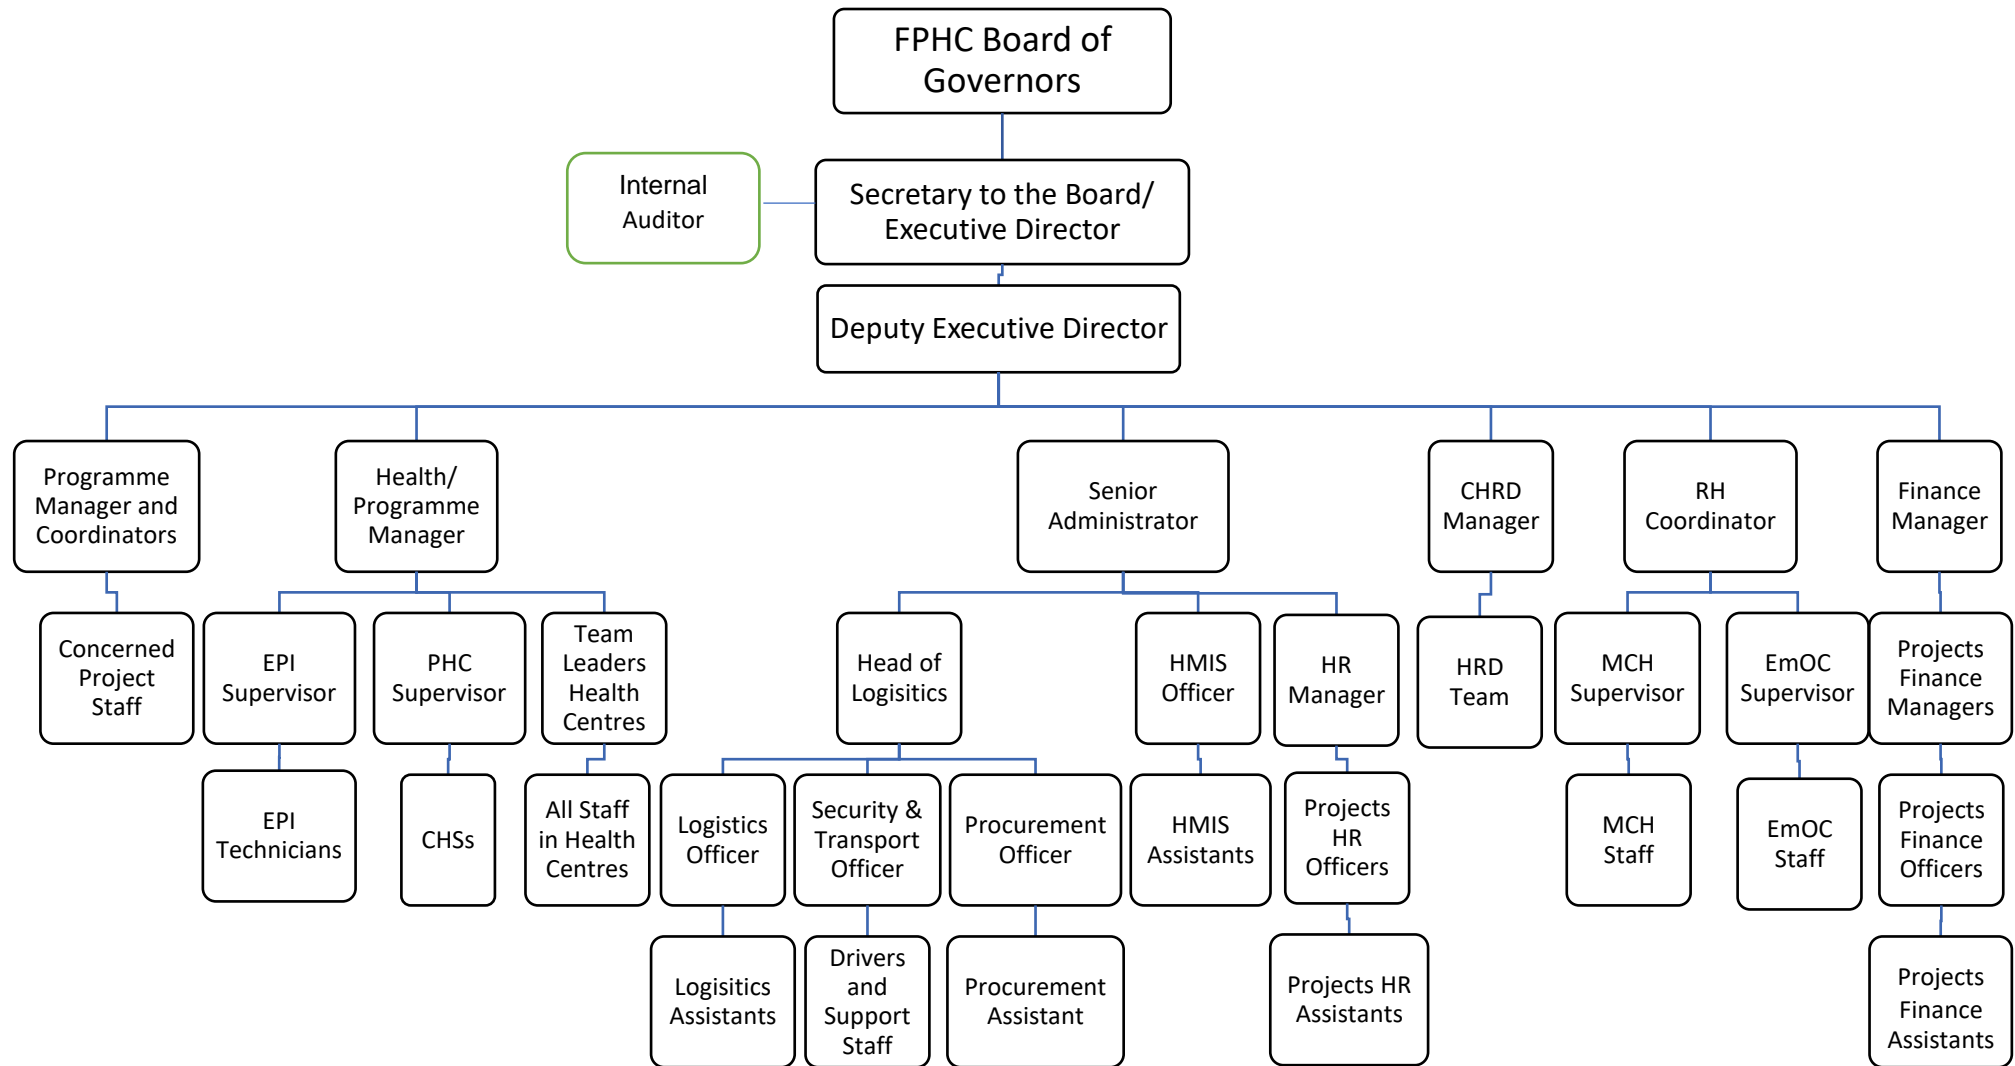 FPHC Board of
Governors
Internal
Auditor
Secretary to the Board/
Executive Director
Deputy Executive Director
Programme
Manager and
Coordinators
Health/
Programme
Manager
Senior
Administrator
CHRD
Manager
RH
Coordinator
Finance
Manager
Concerned
Project
Staff
EPI
Supervisor
PHC
Supervisor
Team
Leaders
Health
Centres
Head of
Logisitics
HMIS
Officer
HR
Manager
HRD
Team
MCH
Supervisor
EmOC
Supervisor
Projects
Finance
Managers
EPI
Technicians
CHSs
All Staff
in Health
Centres
Logistics
Officer
Security &
Transport
Officer
Procurement
Officer
HMIS
Assistants
Projects
HR
Officers
MCH
Staff
EmOC
Staff
Projects
Finance
Officers
Logisitics
Assistants
Drivers
and
Support
Staff
Procurement
Assistant
Projects HR
Assistants
Projects
Finance
Assistants